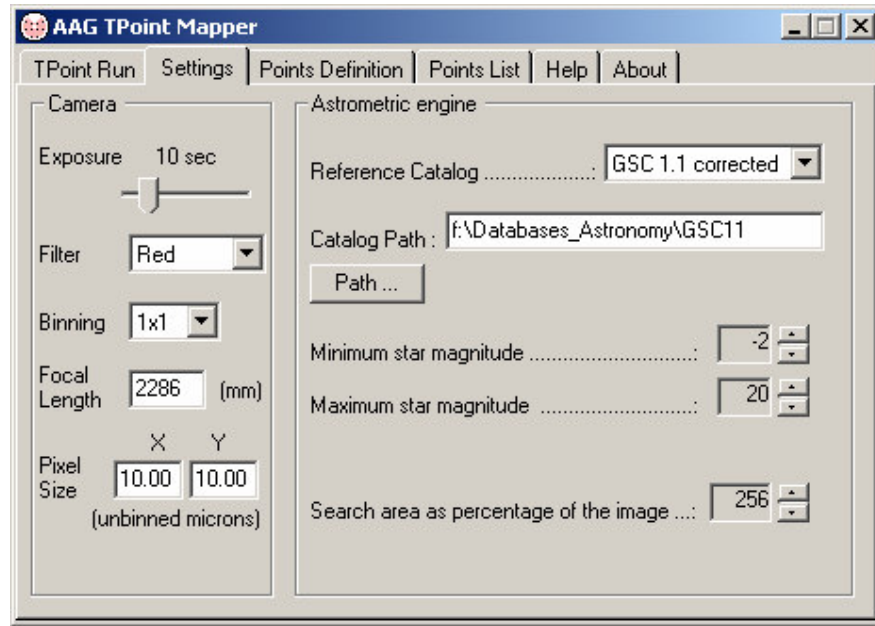 AAG TPoint Mapper
TPoint Run Settings Points Definition Points List Help About
Camera
Exposure 10 sec
Filter Red
Binning 1x1
Focal Length 2286 (mm)
X Y
Pixel Size 10.00 10.00
(unbinned microns)
Astrometric engine
Reference Catalog ...................: GSC 1.1 corrected
Catalog Path : f:\Databases_Astronomy\GSC11
Path ...
Minimum star magnitude ............................: -2
Maximum star magnitude ..........................: 20
Search area as percentage of the image ...: 256